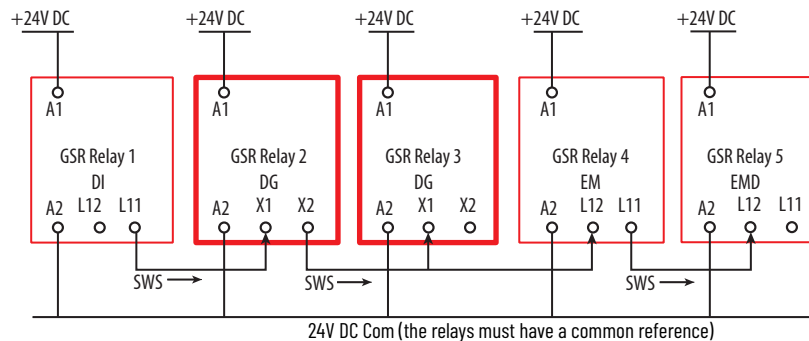 +24V DC +24V DC +24V DC +24V DC +24V DC
A1 A1 A1 A1 A1
GSR Relay 1 GSR Relay 2 GSR Relay 3 GSR Relay 4 GSR Relay 5
DI DG DG EM EMD
A2 L12 L11 A2 X1 X2 A2 X1 X2 A2 L12 L11 A2 L12 L11
SWS SWS SWS
24V DC Com (the relays must have a common reference)